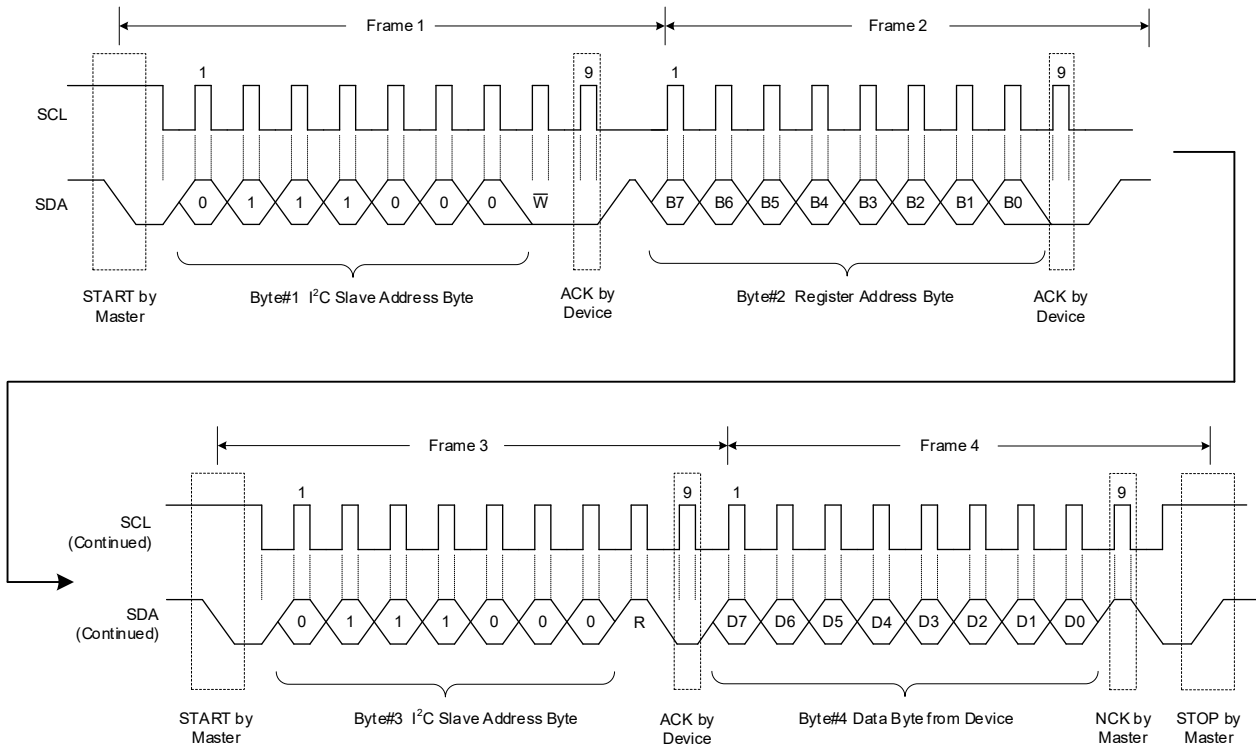 Frame 1 Frame 2
1 9 1 9
SCL
SDA 0 1 1 1 0 0 0 W̅ B7 B6 B5 B4 B3 B2 B1 B0
START by
Master
Byte#1 I²C Slave Address Byte
ACK by
Device
Byte#2 Register Address Byte
ACK by
Device
Frame 3 Frame 4
1 9 1 9
SCL
(Continued)
SDA
(Continued)
0 1 1 1 0 0 0 R D7 D6 D5 D4 D3 D2 D1 D0
START by
Master
Byte#3 I²C Slave Address Byte
ACK by
Device
Byte#4 Data Byte from Device
NCK by
Master
STOP by
Master